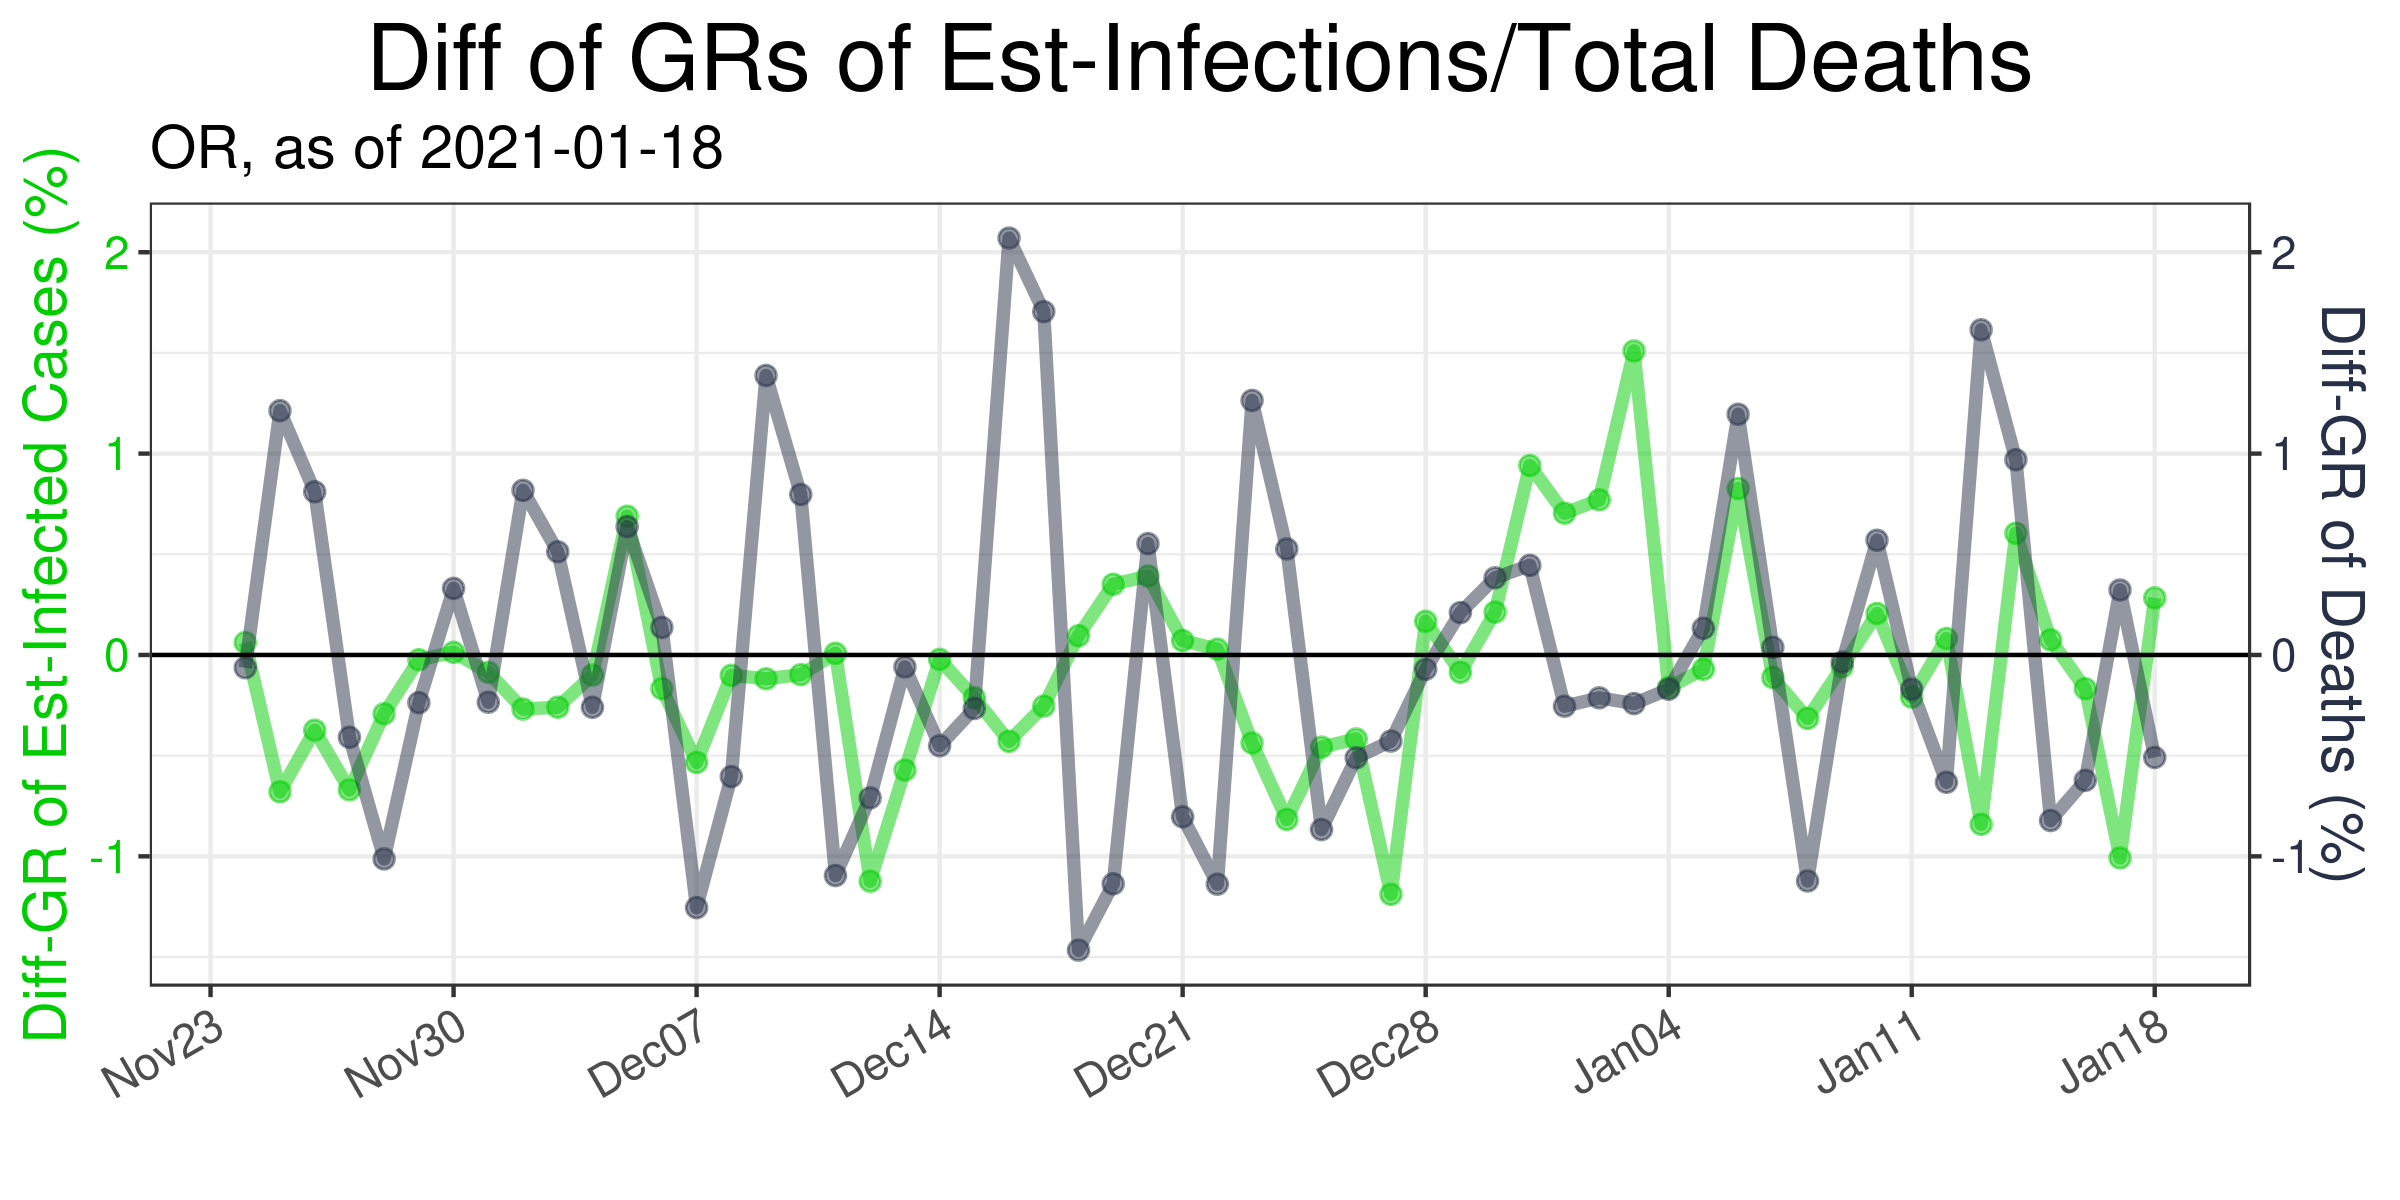 Diff of GRs of Est-Infections/Total Deaths
OR, as of 2021-01-18
Diff-GR of Est-Infected Cases (%)
2
1
0
-1
2
1
0
-1
Diff-GR of Deaths (%)
Nov23
Nov30
Dec07
Dec14
Dec21
Dec28
Jan04
Jan11
Jan18